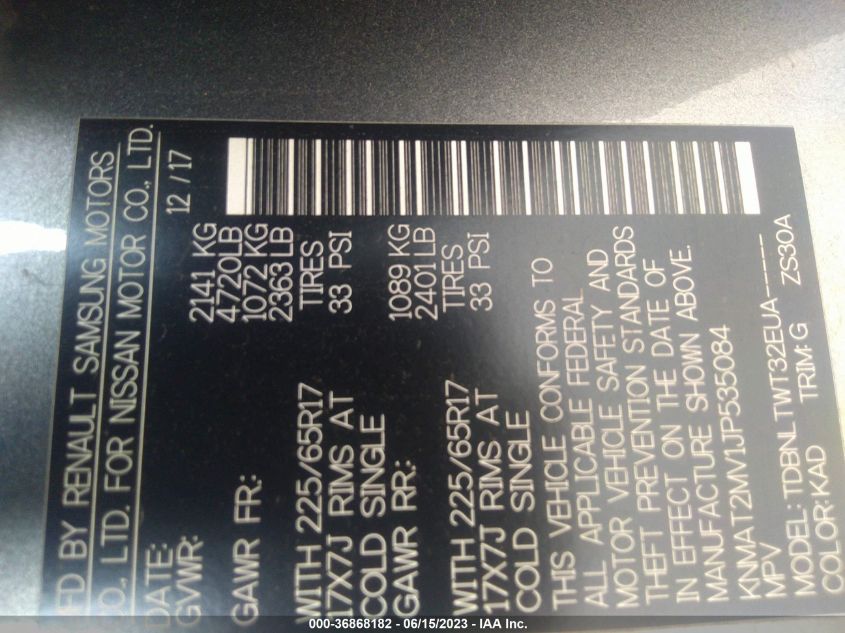 MFD BY RENAULT SAMSUNG MOTORS
CO., LTD. FOR NISSAN MOTOR CO., LTD.
DATE: 12 /17
GVWR: 2141 KG
4720LB
GAWR FR: 1072 KG
2363 LB
WITH 225/65R17 TIRES
17X7J RIMS AT 33 PSI
COLD SINGLE
GAWR RR: 1089 KG
2401LB
WITH 225/65R17 TIRES
17X7J RIMS AT 33 PSI
COLD SINGLE
THIS VEHICLE CONFORMS TO
ALL APPLICABLE FEDERAL
MOTOR VEHICLE SAFETY AND
THEFT PREVENTION STANDARDS
IN EFFECT ON THE DATE OF
MANUFACTURE SHOWN ABOVE.
KNMAT2MV1JP535084
MPV
MODEL: TDBNLTWT32EUA-----
COLOR: KAD TRIM: G ZS30A
000-36868182 - 06/15/2023 - IAA Inc.